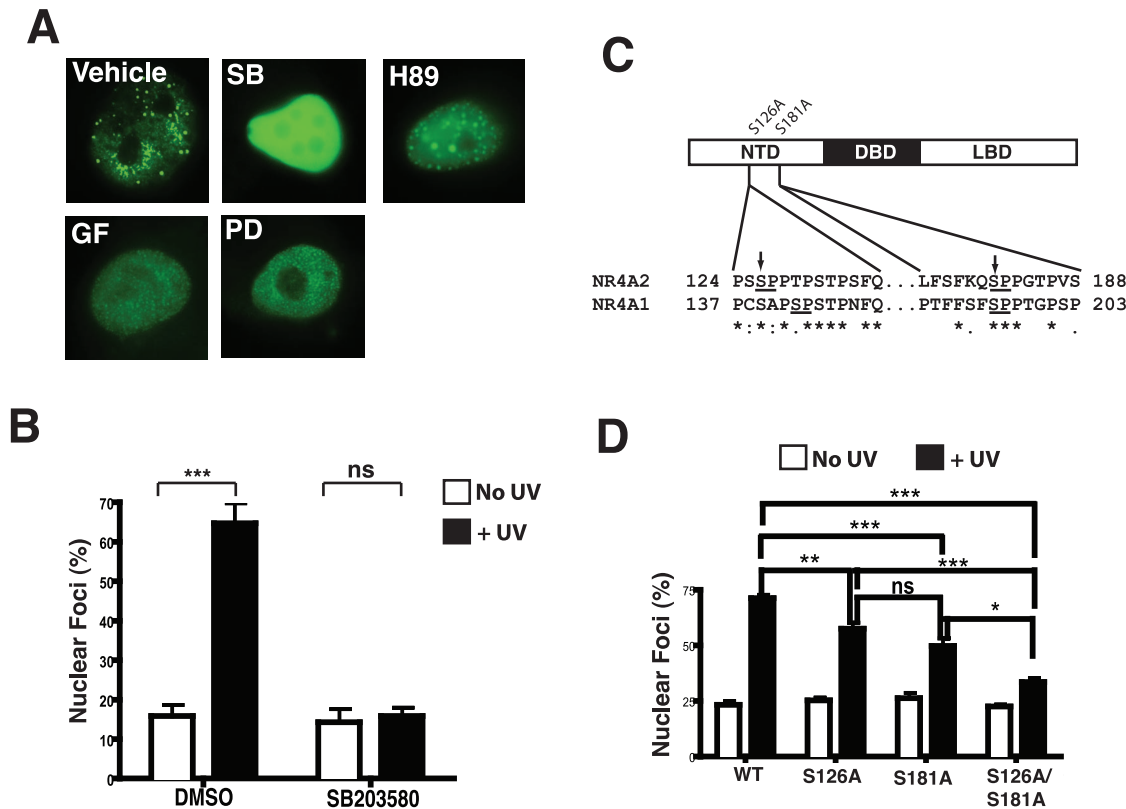 A
Vehicle
SB
H89
GF
PD
C
S126A
S181A
NTD
DBD
LBD
NR4A2 124 PSSPPTPSTPSFQ...LFSFKQSPPGTPVS 188
NR4A1 137 PCSAPSPSTPNFQ...PTFFSFSPPTGPSP 203
*:*:*.**** ** *. *** * .
B
*** ns
No UV
+ UV
Nuclear Foci (%)
70
60
50
40
30
20
10
0
DMSO SB203580
D
No UV + UV
***
***
** ***
ns
*
Nuclear Foci (%)
75
50
25
0
WT S126A S181A S126A/
S181A